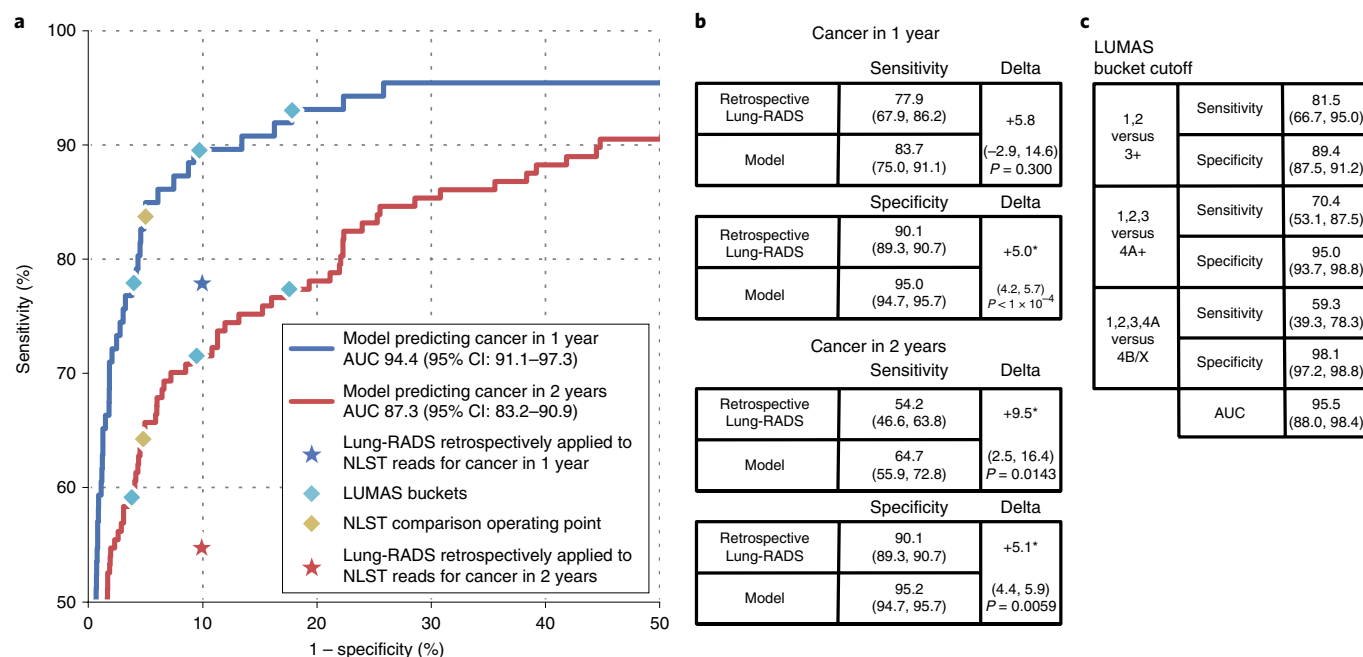 a
100
90
80
70
60
50
Sensitivity (%)
0
10
20
30
40
50
1 – specificity (%)
Model predicting cancer in 1 year
AUC 94.4 (95% CI: 91.1–97.3)
Model predicting cancer in 2 years
AUC 87.3 (95% CI: 83.2–90.9)
Lung-RADS retrospectively applied to
NLST reads for cancer in 1 year
LUMAS buckets
NLST comparison operating point
Lung-RADS retrospectively applied to
NLST reads for cancer in 2 years
b
Cancer in 1 year
Sensitivity Delta
Retrospective
Lung-RADS
77.9
(67.9, 86.2)
Model
83.7
(75.0, 91.1)
+5.8
(–2.9, 14.6)
P = 0.300
Specificity Delta
Retrospective
Lung-RADS
90.1
(89.3, 90.7)
Model
95.0
(94.7, 95.7)
+5.0*
(4.2, 5.7)
P < 1 × 10⁻⁴
Cancer in 2 years
Sensitivity Delta
Retrospective
Lung-RADS
54.2
(46.6, 63.8)
Model
64.7
(55.9, 72.8)
+9.5*
(2.5, 16.4)
P = 0.0143
Specificity Delta
Retrospective
Lung-RADS
90.1
(89.3, 90.7)
Model
95.2
(94.7, 95.7)
+5.1*
(4.4, 5.9)
P = 0.0059
c
LUMAS
bucket cutoff
1,2
versus
3+
Sensitivity
81.5
(66.7, 95.0)
Specificity
89.4
(87.5, 91.2)
1,2,3
versus
4A+
Sensitivity
70.4
(53.1, 87.5)
Specificity
95.0
(93.7, 98.8)
1,2,3,4A
versus
4B/X
Sensitivity
59.3
(39.3, 78.3)
Specificity
98.1
(97.2, 98.8)
AUC
95.5
(88.0, 98.4)